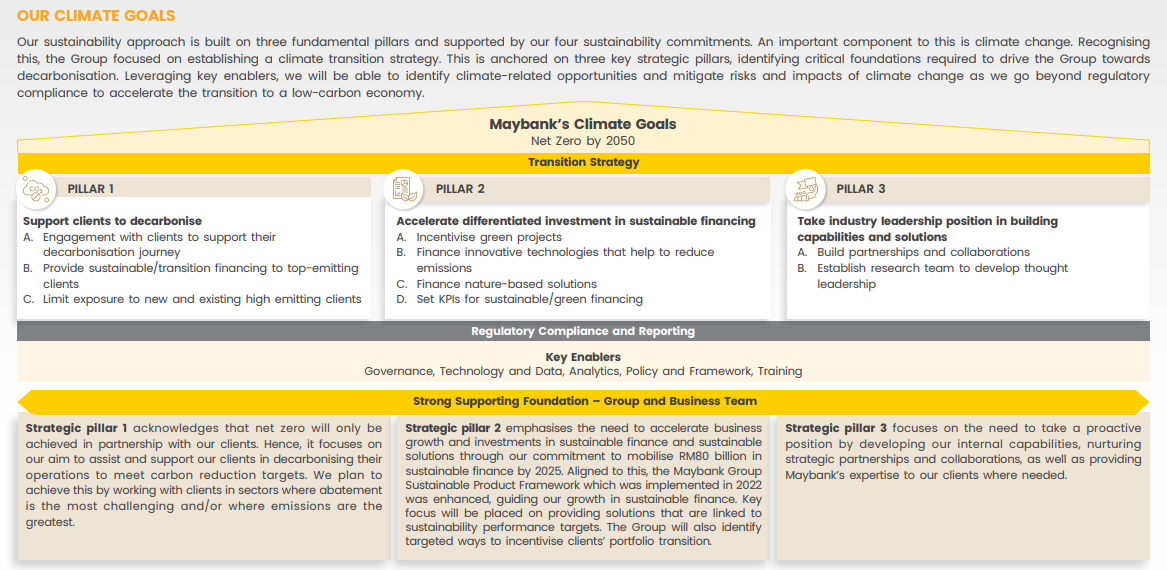 OUR CLIMATE GOALS
Our sustainability approach is built on three fundamental pillars and supported by our four sustainability commitments. An important component to this is climate change. Recognising
this, the Group focused on establishing a climate transition strategy. This is anchored on three key strategic pillars, identifying critical foundations required to drive the Group towards
decarbonisation. Leveraging key enablers, we will be able to identify climate-related opportunities and mitigate risks and impacts of climate change as we go beyond regulatory
compliance to accelerate the transition to a low-carbon economy.
Maybank's Climate Goals
Net Zero by 2050
Transition Strategy
PILLAR 1
Support clients to decarbonise
A. Engagement with clients to support their
decarbonisation journey
B. Provide sustainable/transition financing to top-emitting
clients
C. Limit exposure to new and existing high emitting clients
PILLAR 2
Accelerate differentiated investment in sustainable financing
A. Incentivise green projects
B. Finance innovative technologies that help to reduce
emissions
C. Finance nature-based solutions
D. Set KPIs for sustainable/green financing
PILLAR 3
Take industry leadership position in building
capabilities and solutions
A. Build partnerships and collaborations
B. Establish research team to develop thought
leadership
Regulatory Compliance and Reporting
Key Enablers
Governance, Technology and Data, Analytics, Policy and Framework, Training
Strong Supporting Foundation – Group and Business Team
Strategic pillar 1 acknowledges that net zero will only be
achieved in partnership with our clients. Hence, it focuses on
our aim to assist and support our clients in decarbonising their
operations to meet carbon reduction targets. We plan to
achieve this by working with clients in sectors where abatement
is the most challenging and/or where emissions are the
greatest.
Strategic pillar 2 emphasises the need to accelerate business
growth and investments in sustainable finance and sustainable
solutions through our commitment to mobilise RM80 billion in
sustainable finance by 2025. Aligned to this, the Maybank Group
Sustainable Product Framework which was implemented in 2022
was enhanced, guiding our growth in sustainable finance. Key
focus will be placed on providing solutions that are linked to
sustainability performance targets. The Group will also identify
targeted ways to incentivise clients' portfolio transition.
Strategic pillar 3 focuses on the need to take a proactive
position by developing our internal capabilities, nurturing
strategic partnerships and collaborations, as well as providing
Maybank's expertise to our clients where needed.